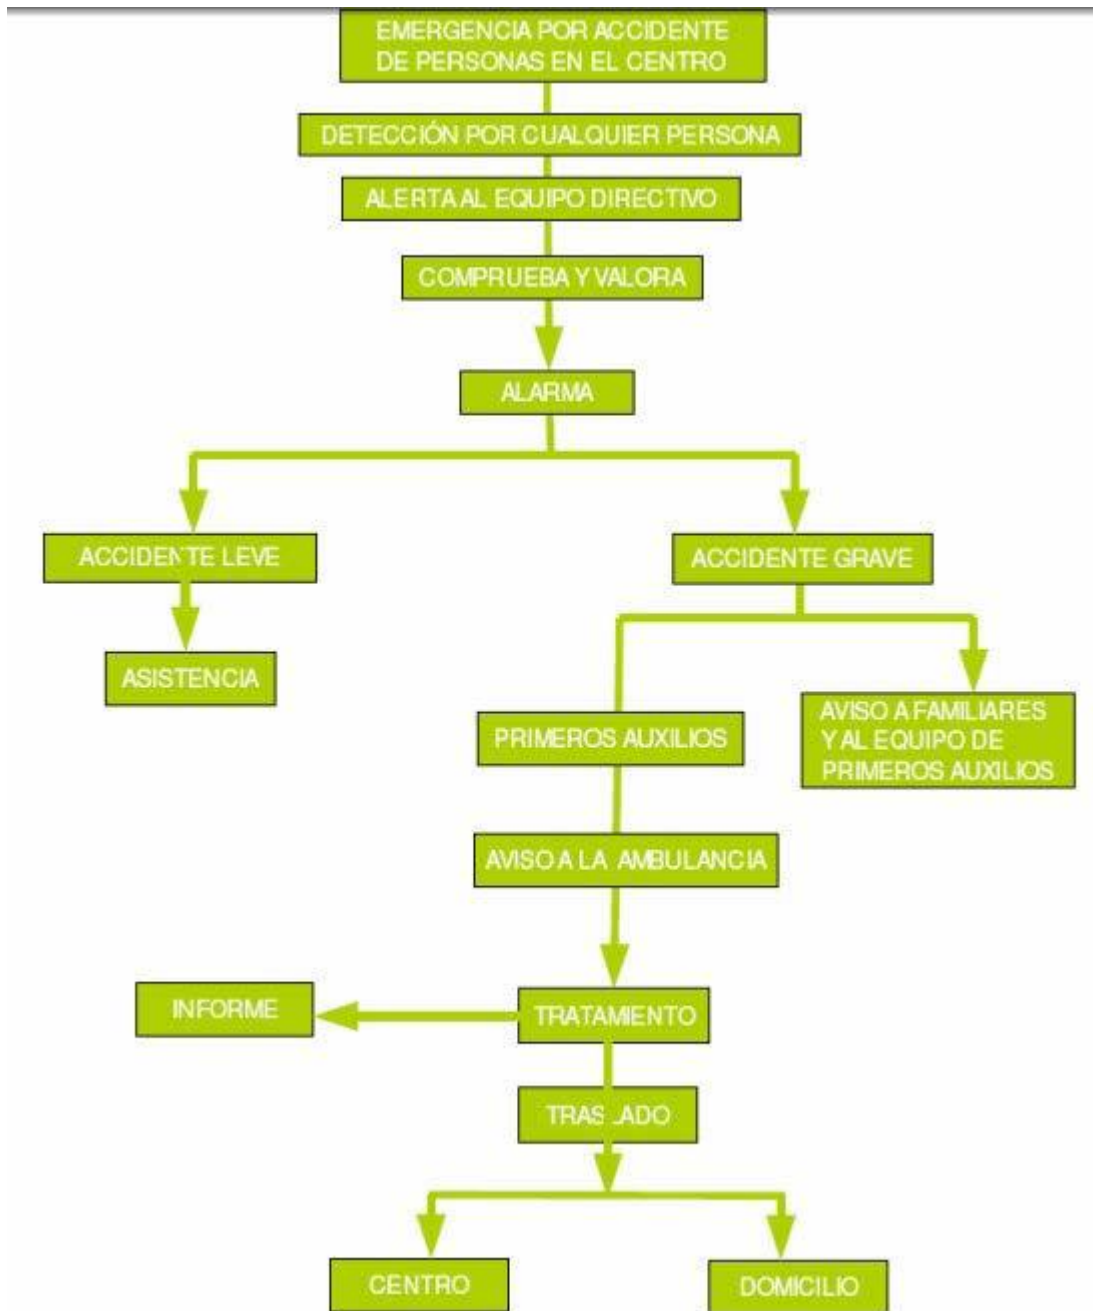 EMERGENCIA POR ACCIDENTE
DE PERSONAS EN EL CENTRO
DETECCIÓN POR CUALQUIER PERSONA
ALERTA AL EQUIPO DIRECTIVO
COMPRUEBA Y VALORA
ALARMA
ACCIDENTE LEVE
ACCIDENTE GRAVE
ASISTENCIA
PRIMEROS AUXILIOS
AVISO A FAMILIARES
Y AL EQUIPO DE
PRIMEROS AUXILIOS
AVISO A LA AMBULANCIA
INFORME
TRATAMIENTO
TRASLADO
CENTRO
DOMICILIO